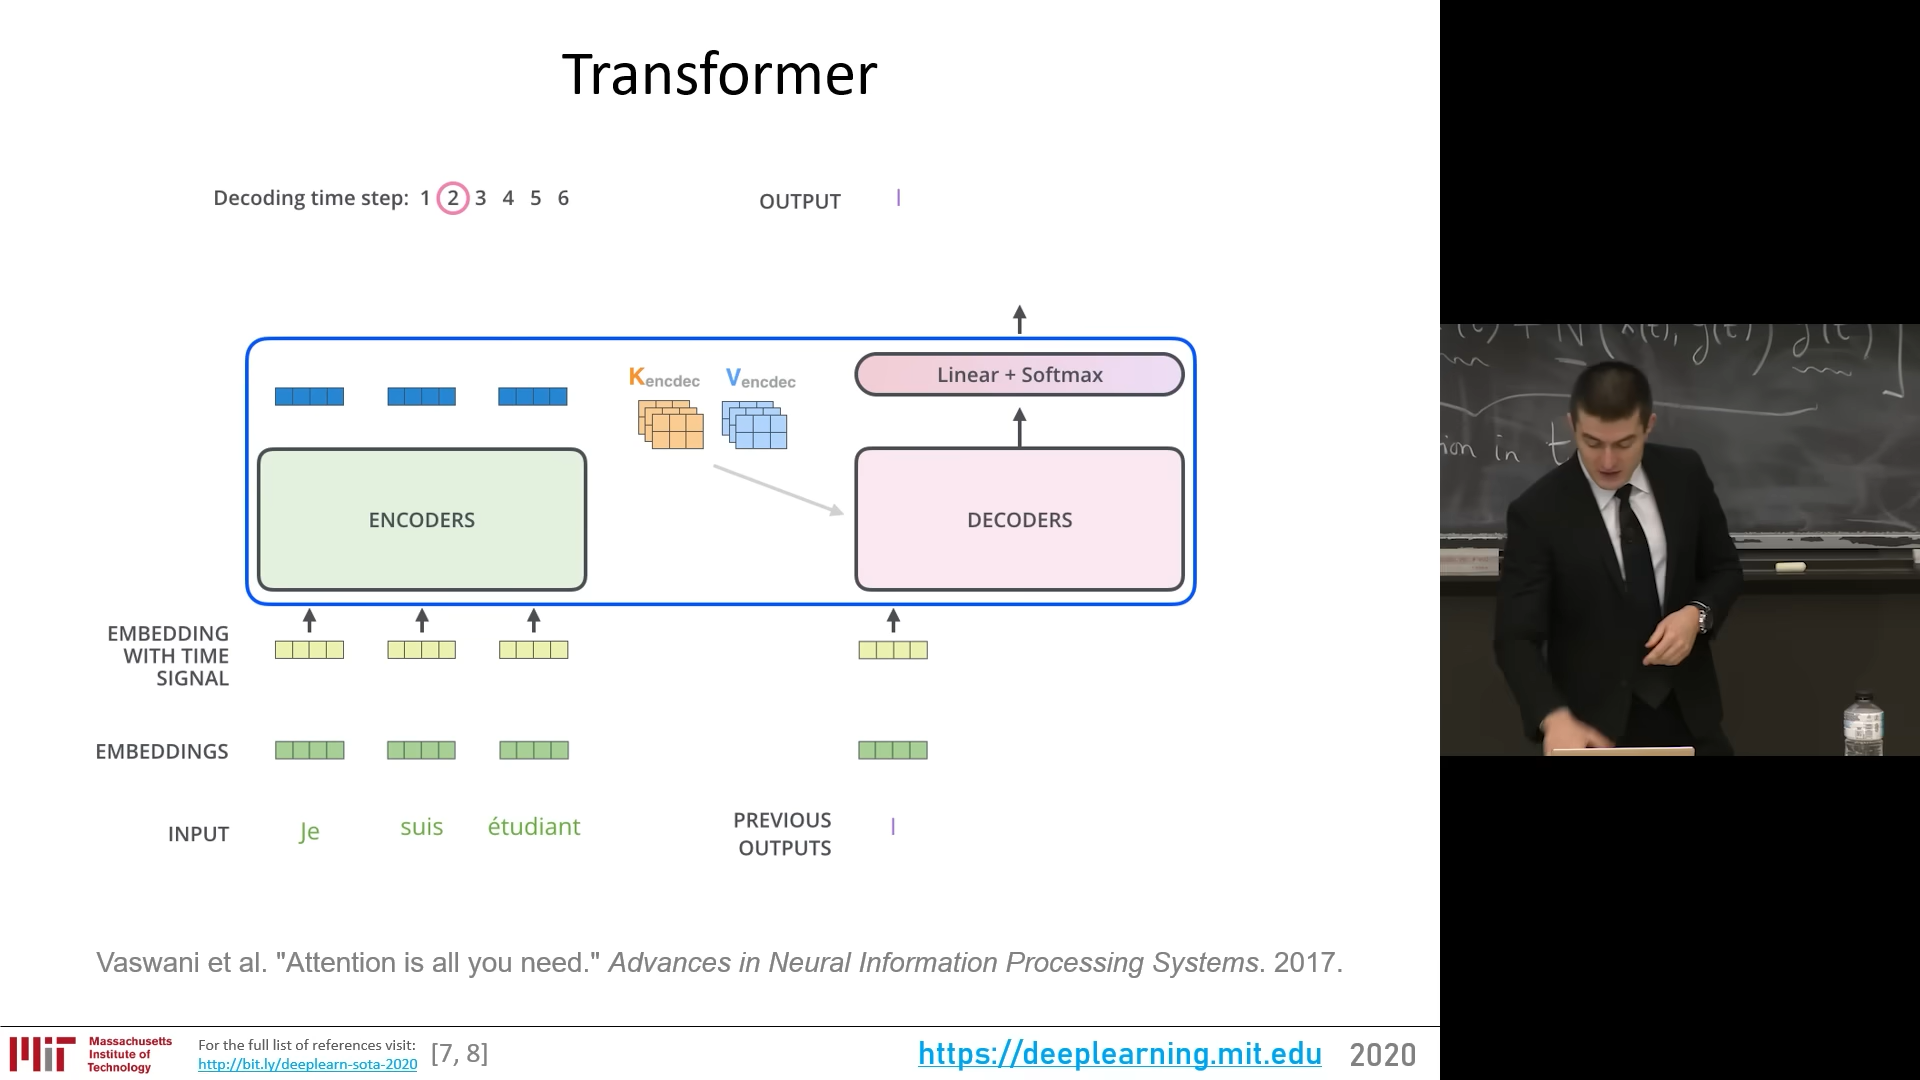 Transformer
Decoding time step: 1 2 3 4 5 6
OUTPUT I
Kencdec Vencdec
Linear + Softmax
ENCODERS
DECODERS
EMBEDDING
WITH TIME
SIGNAL
EMBEDDINGS
INPUT Je suis étudiant
PREVIOUS
OUTPUTS
I
Vaswani et al. "Attention is all you need." Advances in Neural Information Processing Systems. 2017.
MIT
Massachusetts
Institute of
Technology
For the full list of references visit:
http://bit.ly/deeplearn-sota-2020
[7, 8]
https://deeplearning.mit.edu 2020
in t